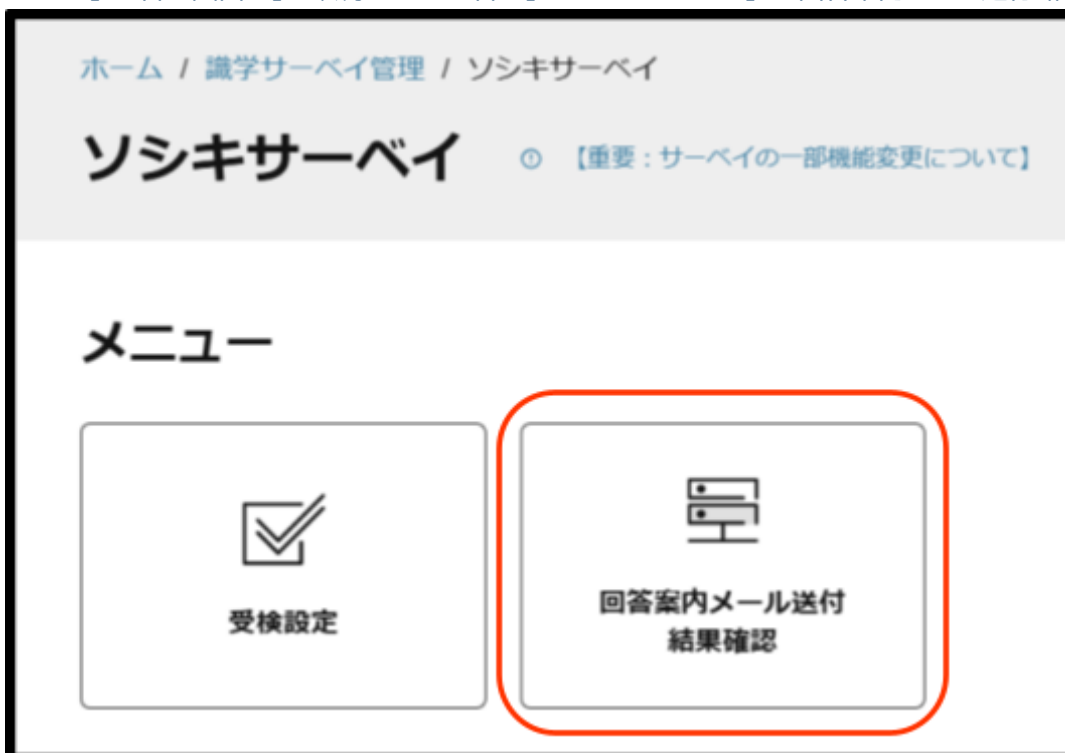 ホーム / 識学サーベイ管理 / ソシキサーベイ
ソシキサーベイ
【重要：サーベイの一部機能変更について】
メニュー
受検設定
回答案内メール送付
結果確認